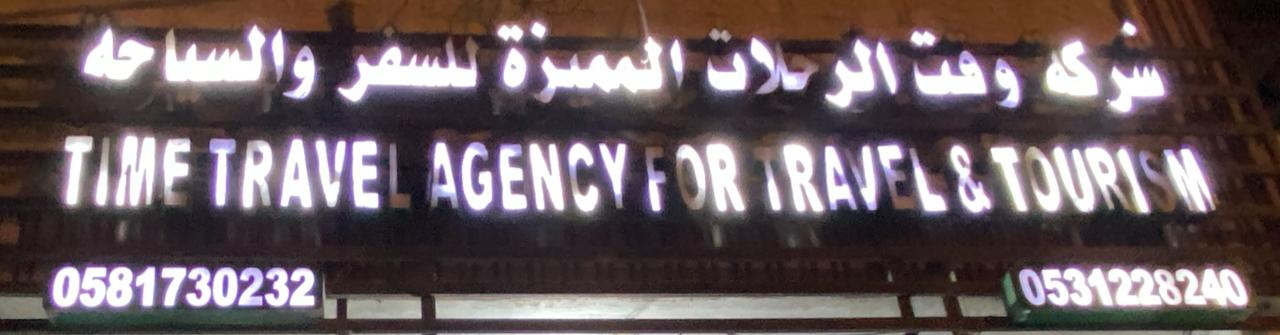 شركه وقت الرحلات المميزة للسفر والسياحه
TIME TRAVEL AGENCY FOR TRAVEL & TOURISM
0581730232
0531228240